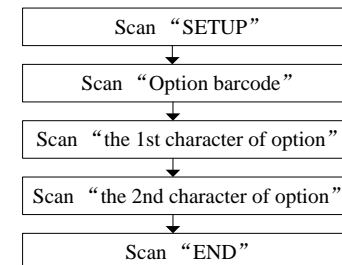 Scan “SETUP”
Scan “Option barcode”
Scan “the 1st character of option”
Scan “the 2nd character of option”
Scan “END”